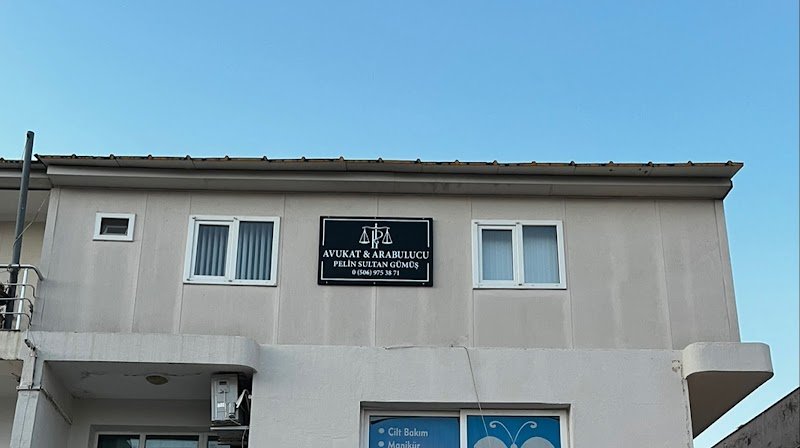 AVUKAT & ARABULUCU
PELİN SULTAN GÜMÜŞ
0 (506) 975 38 71
• Cilt Bakım
• Manikür